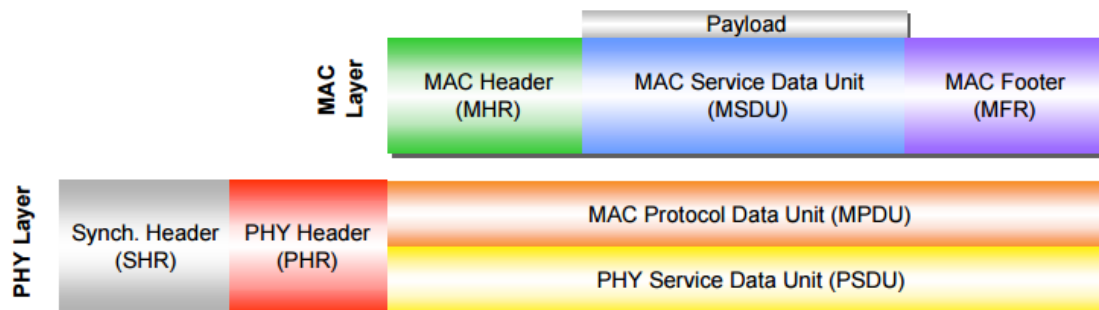 Payload
MAC
Layer
MAC Header
(MHR)
MAC Service Data Unit
(MSDU)
MAC Footer
(MFR)
PHY Layer
Synch. Header
(SHR)
PHY Header
(PHR)
MAC Protocol Data Unit (MPDU)
PHY Service Data Unit (PSDU)